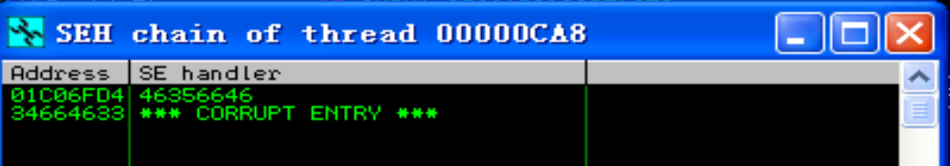 SEH chain of thread 00000CA8
Address SE handler
01C06FD4 46356646
34664633 *** CORRUPT ENTRY ***